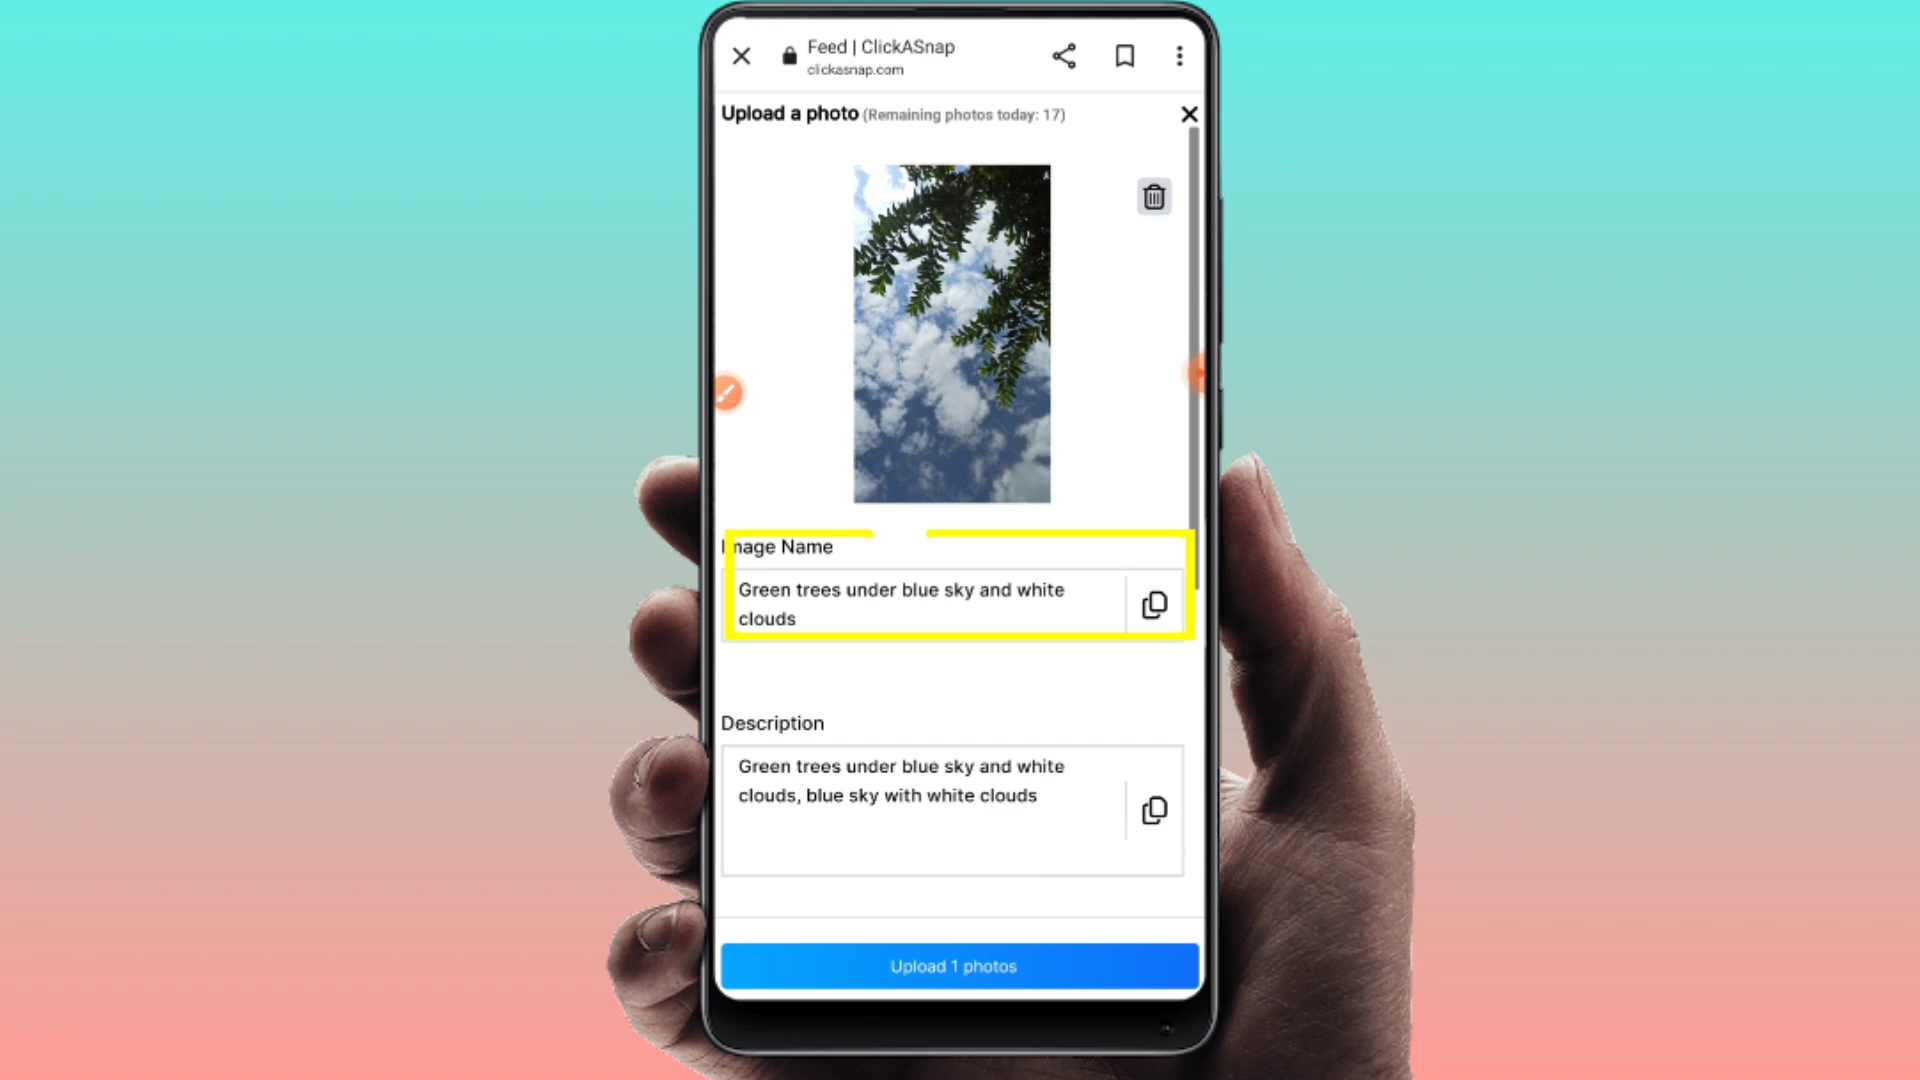 Feed | ClickASnap
clickasnap.com
Upload a photo (Remaining photos today: 17)
A
Image Name
Green trees under blue sky and white
clouds
Description
Green trees under blue sky and white
clouds, blue sky with white clouds
Upload 1 photos